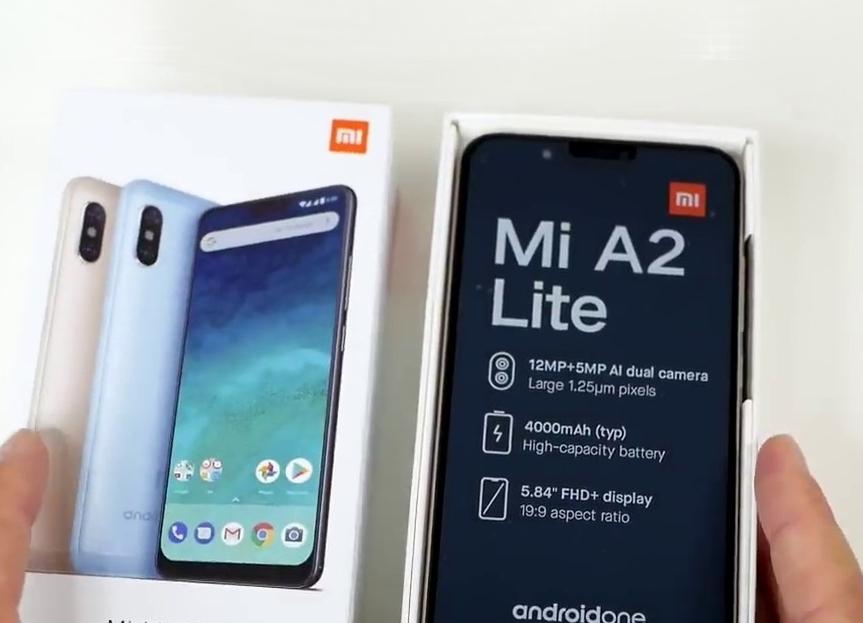 mi
mi
Mi A2
Lite
12MP+5MP AI dual camera
Large 1.25µm pixels
4000mAh (typ)
High-capacity battery
5.84" FHD+ display
19:9 aspect ratio
androidone